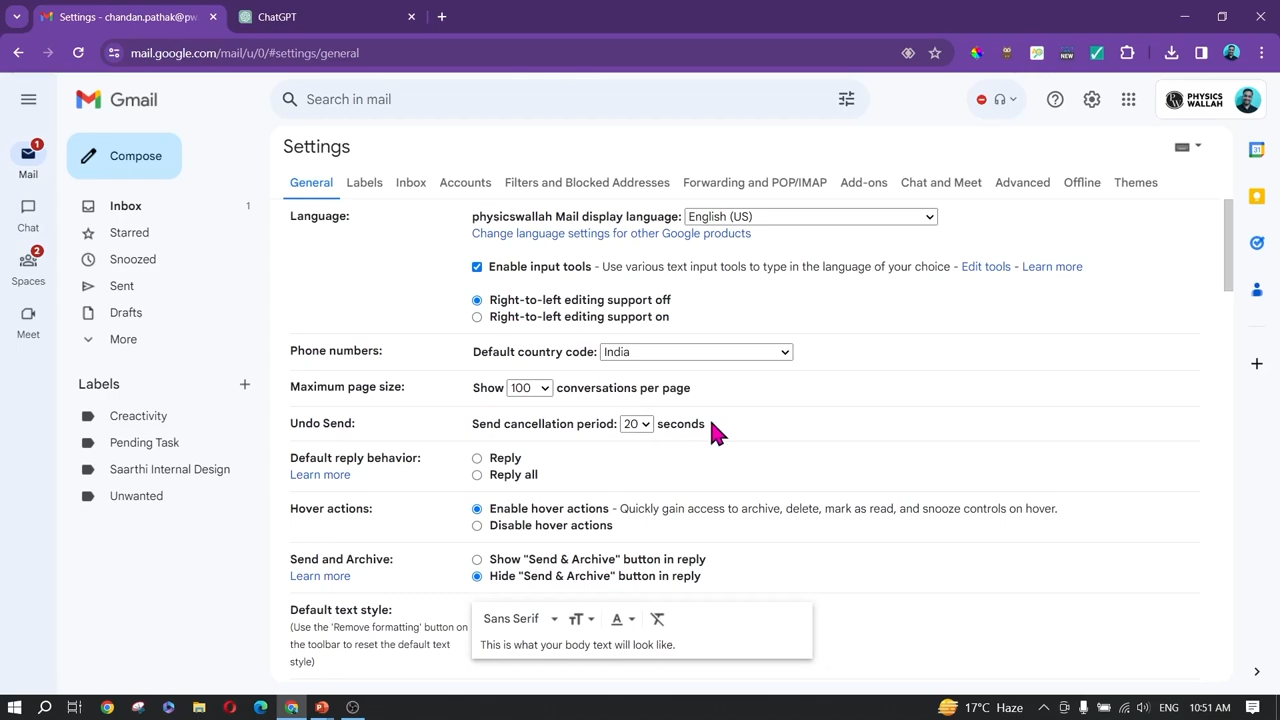 Settings - chandan.pathak@pw
ChatGPT
mail.google.com/mail/u/0/#settings/general
NEW
Gmail
Search in mail
PHYSICS
WALLAH
1
Mail
Chat
2
Spaces
Meet
Compose
Inbox 1
Starred
Snoozed
Sent
Drafts
More
Labels
Creactivity
Pending Task
Saarthi Internal Design
Unwanted
31
Settings
General Labels Inbox Accounts Filters and Blocked Addresses Forwarding and POP/IMAP Add-ons Chat and Meet Advanced Offline Themes
Language: physicswallah Mail display language: English (US)
Change language settings for other Google products
Enable input tools - Use various text input tools to type in the language of your choice - Edit tools - Learn more
Right-to-left editing support off
Right-to-left editing support on
Phone numbers: Default country code: India
Maximum page size: Show 100 conversations per page
Undo Send: Send cancellation period: 20 seconds
Default reply behavior: Reply
Learn more Reply all
Hover actions: Enable hover actions - Quickly gain access to archive, delete, mark as read, and snooze controls on hover.
Disable hover actions
Send and Archive: Show "Send & Archive" button in reply
Learn more Hide "Send & Archive" button in reply
Default text style: Sans Serif
(Use the 'Remove formatting' button on
the toolbar to reset the default text
style)
This is what your body text will look like.
17°C Haze ENG 10:51 AM